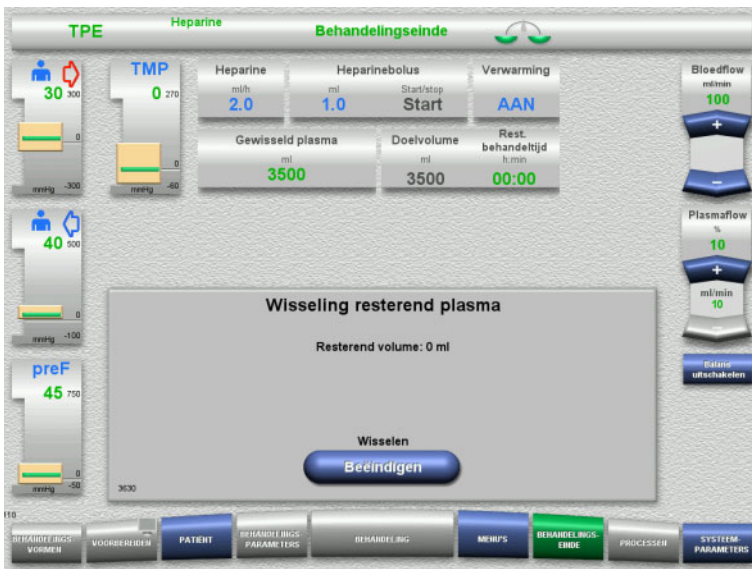 TPE Heparine Behandelingseinde
30 300
0
mmHg -300
TMP
0 270
0
mmHg -60
Heparine
ml/h
2.0
Heparinebolus
ml Start/stop
1.0 Start
Verwarming
AAN
Bloedflow
ml/min
100
+
−
Gewisseld plasma
ml
3500
Doelvolume
ml
3500
Rest.
behandeltijd
h:min
00:00
40 500
0
mmHg -100
Plasmaflow
%
10
+
ml/min
10
−
Balans
uitschakelen
preF
45 750
0
mmHg -50
Wisseling resterend plasma
Resterend volume: 0 ml
Wisselen
Beëindigen
3630
BEHANDELINGS
VORMEN
VOORBEREIDEN
PATIËNT
BEHANDELINGS-
PARAMETERS
BEHANDELING
MENU'S
BEHANDELINGS-
EINDE
PROCESSEN
SYSTEEM-
PARAMETERS